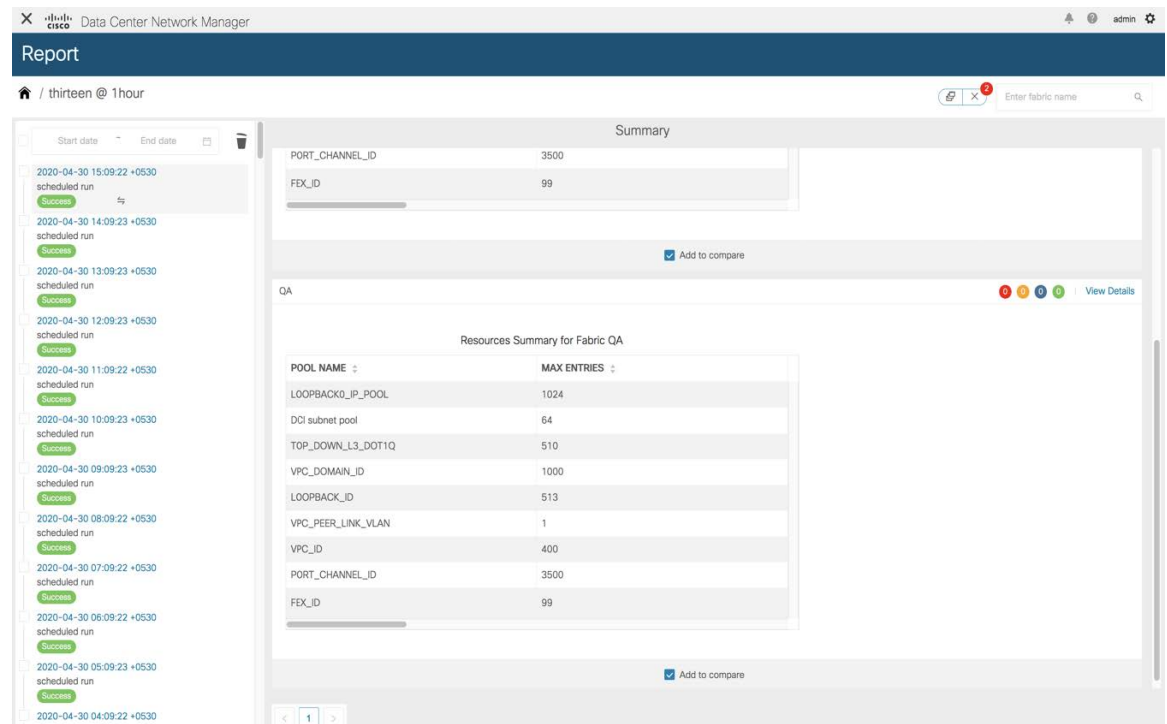 CISCO Data Center Network Manager
admin
Report
/ thirteen @ 1hour
2
Enter fabric name
Start date ~ End date
2020-04-30 15:09:22 +0530
scheduled run
Success
2020-04-30 14:09:23 +0530
scheduled run
Success
2020-04-30 13:09:23 +0530
scheduled run
Success
2020-04-30 12:09:23 +0530
scheduled run
Success
2020-04-30 11:09:22 +0530
scheduled run
Success
2020-04-30 10:09:23 +0530
scheduled run
Success
2020-04-30 09:09:23 +0530
scheduled run
Success
2020-04-30 08:09:22 +0530
scheduled run
Success
2020-04-30 07:09:22 +0530
scheduled run
Success
2020-04-30 06:09:22 +0530
scheduled run
Success
2020-04-30 05:09:23 +0530
scheduled run
Success
2020-04-30 04:09:22 +0530
Summary
PORT_CHANNEL_ID 3500
FEX_ID 99
Add to compare
QA
0 0 0 0 View Details
Resources Summary for Fabric QA
POOL NAME MAX ENTRIES
LOOPBACK0_IP_POOL 1024
DCI subnet pool 64
TOP_DOWN_L3_DOT1Q 510
VPC_DOMAIN_ID 1000
LOOPBACK_ID 513
VPC_PEER_LINK_VLAN 1
VPC_ID 400
PORT_CHANNEL_ID 3500
FEX_ID 99
Add to compare
< 1 >